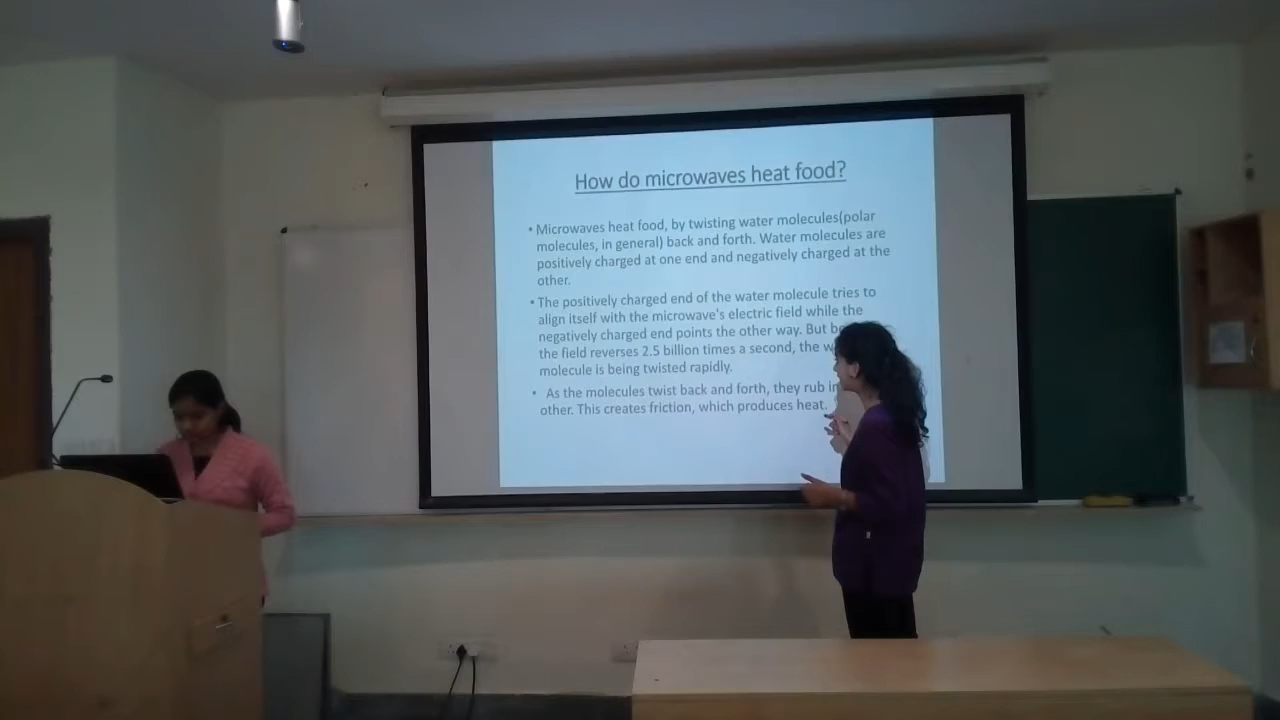 How do microwaves heat food?
• Microwaves heat food, by twisting water molecules(polar
molecules, in general) back and forth. Water molecules are
positively charged at one end and negatively charged at the
other.
• The positively charged end of the water molecule tries to
align itself with the microwave's electric field while the
negatively charged end points the other way. But
the field reverses 2.5 billion times a second, the
molecule is being twisted rapidly.
• As the molecules twist back and forth, they rub
other. This creates friction, which produces heat.